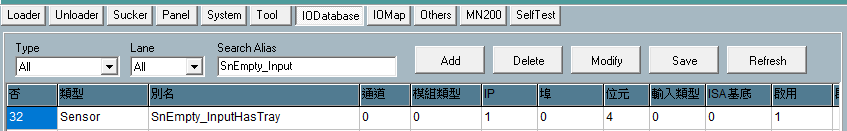 Loader Unloader Sucker Panel System Tool IODatabase IOMap Others MN200 SelfTest
Type Lane Search Alias
All All SnEmpty_Input Add Delete Modify Save Refresh
否 類型 別名 通道 模組類型 IP 埠 位元 輸入類型 ISA基底 啟用
32 Sensor SnEmpty_InputHasTray 0 0 1 0 4 0 0 1